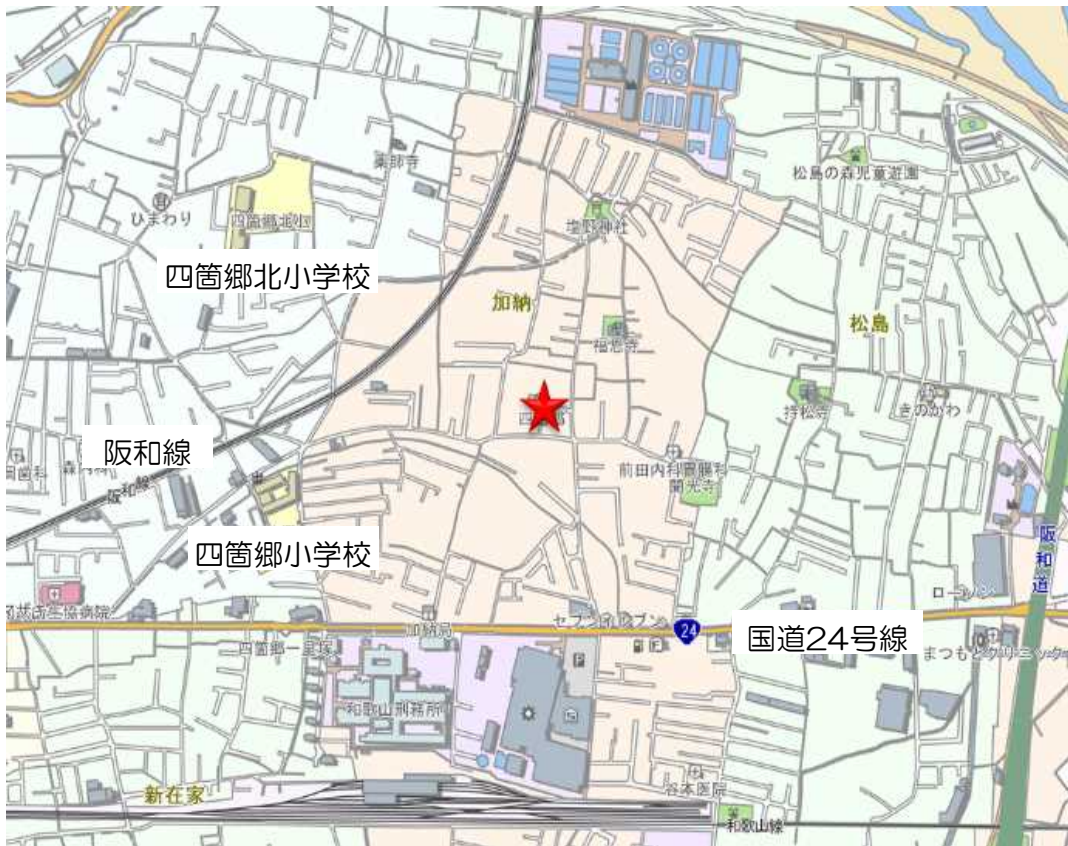 薬師寺
松島の森児童遊園
ひまわり
四箇郷北小
塩野神社
四箇郷北小学校
加納
松島
持松寺
きのかわ
阪和線
阪和線
前田内科胃腸科
開光寺
四箇郷小学校
阪和道
ローソン
セブンイレブン
加納局
24
国道24号線
四箇郷一里塚
P
まつもとクリニック
和歌山刑務所
新在家
谷本医院
和歌山線